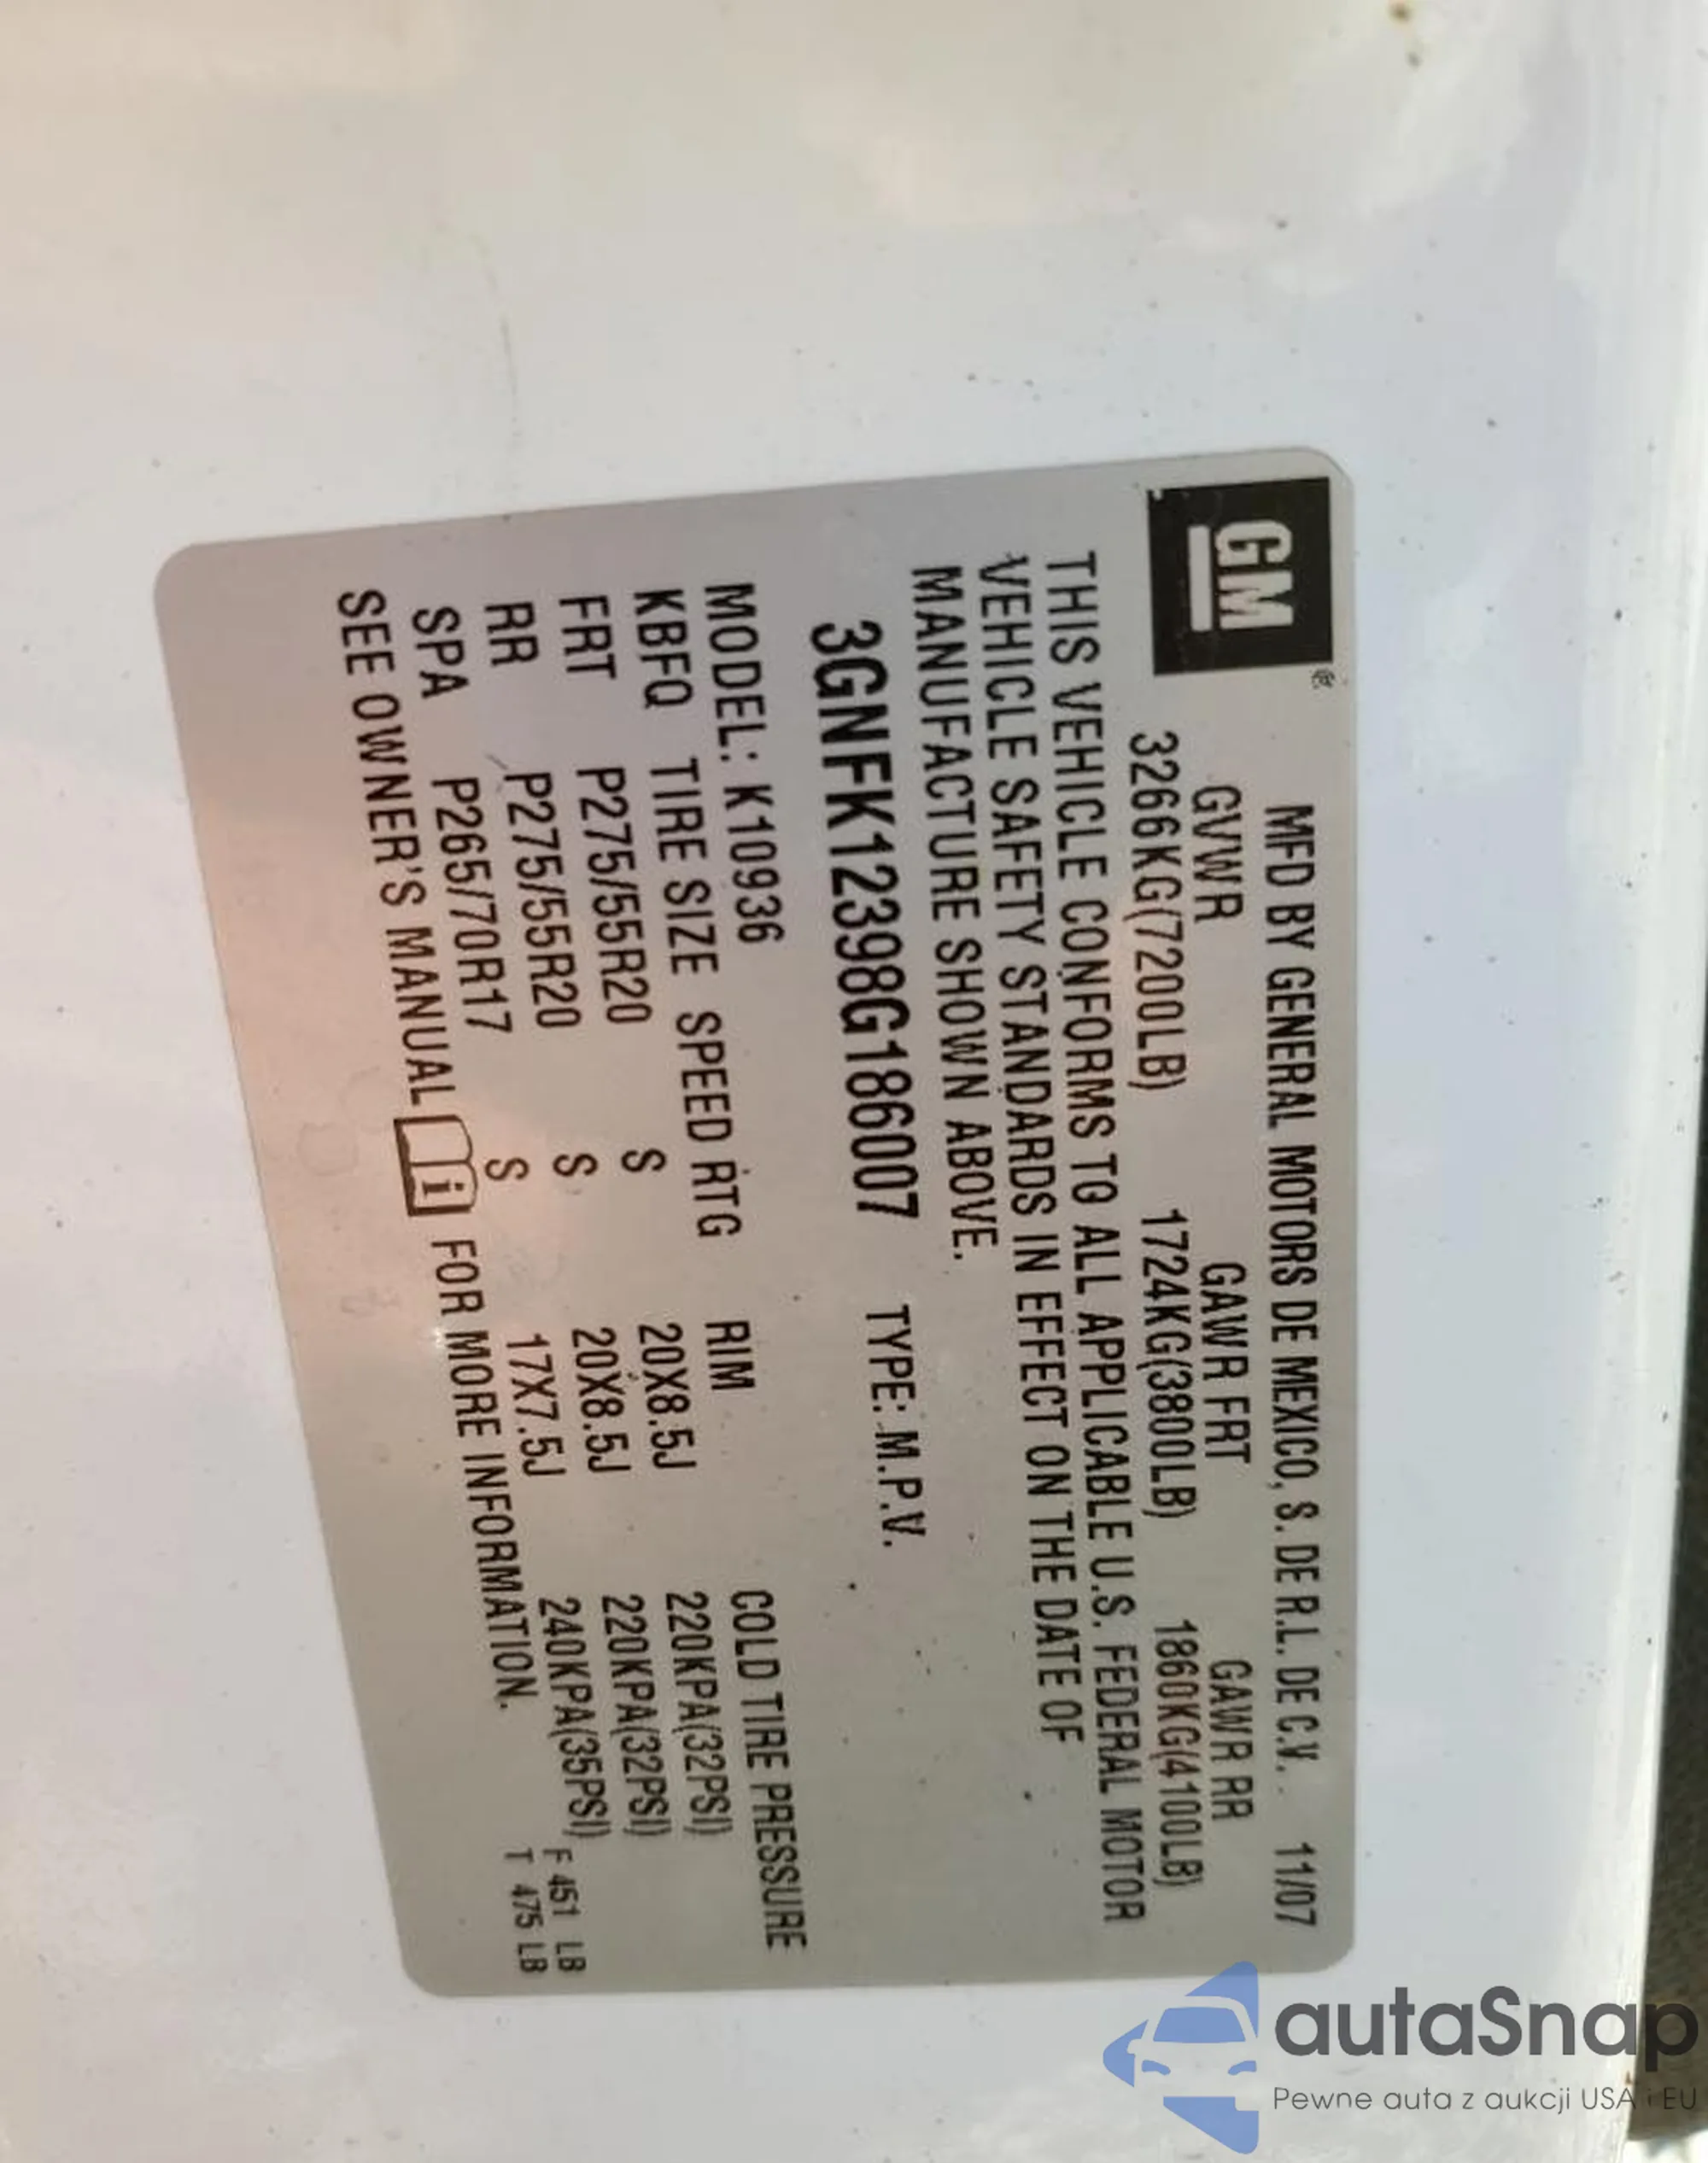 GM
MFD BY GENERAL MOTORS DE MEXICO, S. DE R.L. DE C.V. 11/07
GVWR GAWR FRT GAWR RR
3266KG(7200LB) 1724KG(3800LB) 1860KG(4100LB)
THIS VEHICLE CONFORMS TO ALL APPLICABLE U.S. FEDERAL MOTOR
VEHICLE SAFETY STANDARDS IN EFFECT ON THE DATE OF
MANUFACTURE SHOWN ABOVE.
3GNFK12398G186007 TYPE: M.P.V.
MODEL: K10936
KBFQ TIRE SIZE SPEED RTG RIM COLD TIRE PRESSURE
FRT P275/55R20 S 20X8.5J 220KPA(32PSI)
RR P275/55R20 S 20X8.5J 220KPA(32PSI)
SPA P265/70R17 S 17X7.5J 240KPA(35PSI)
SEE OWNER'S MANUAL i FOR MORE INFORMATION.
F 451 LB
T 475 LB
autaSnap
Pewne auta z aukcji USA i EU